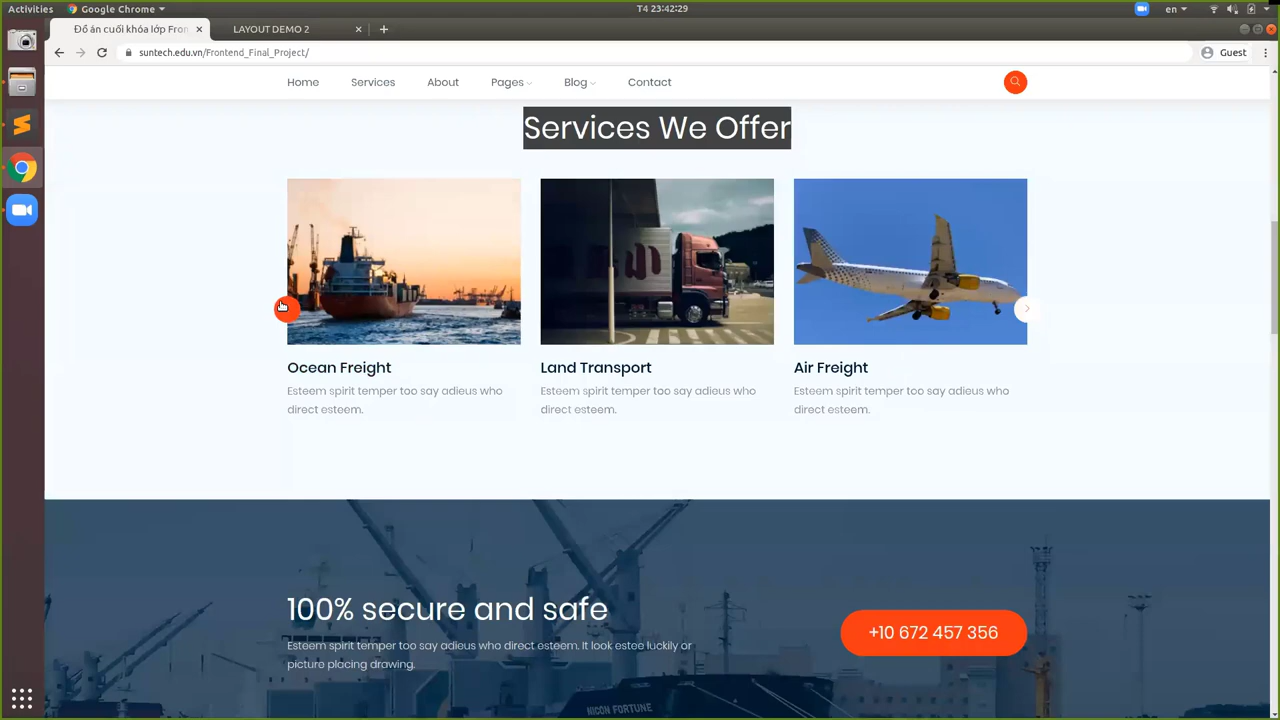 Activities
Google Chrome
T4 23:42:29
en
Đồ án cuối khóa lớp Fron
LAYOUT DEMO 2
suntech.edu.vn/Frontend_Final_Project/
Guest
Home
Services
About
Pages
Blog
Contact
Services We Offer
Ocean Freight
Esteem spirit temper too say adieus who
direct esteem.
Land Transport
Esteem spirit temper too say adieus who
direct esteem.
Air Freight
Esteem spirit temper too say adieus who
direct esteem.
100% secure and safe
Esteem spirit temper too say adieus who direct esteem. It look estee luckily or
picture placing drawing.
+10 672 457 356
NICON FORTUNE